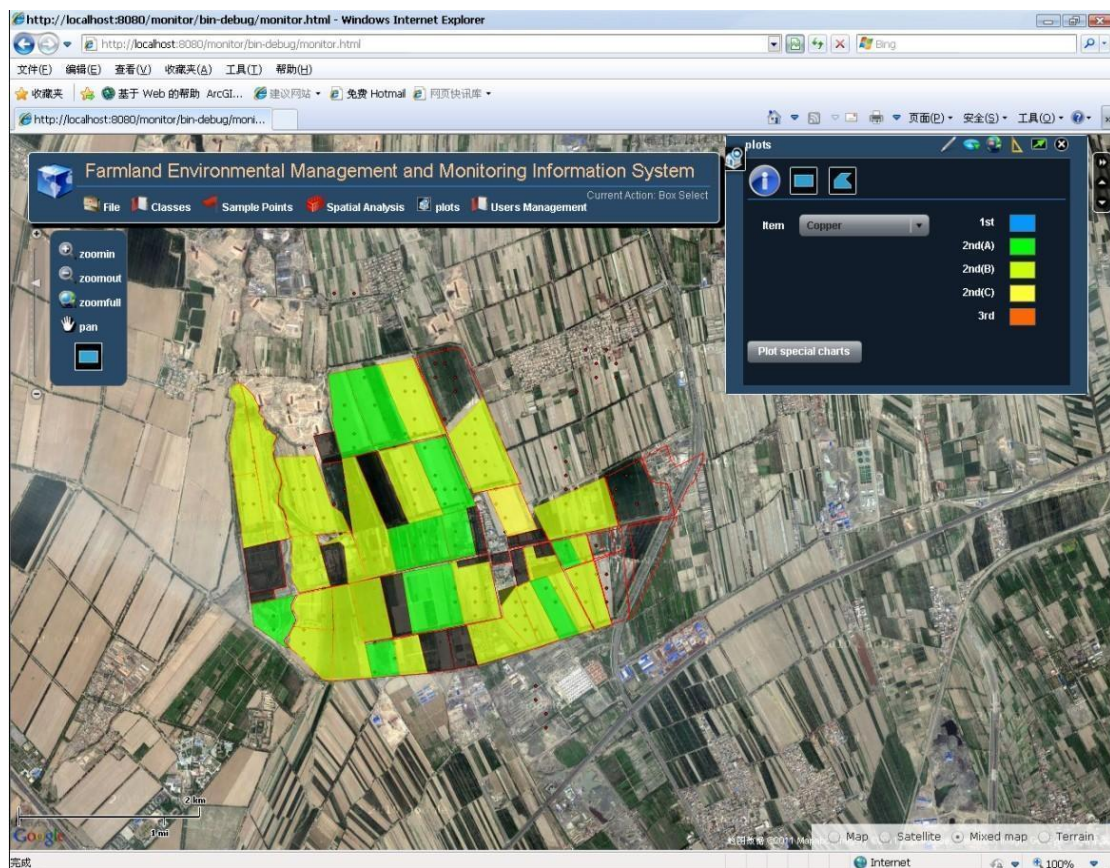 http://localhost:8080/monitor/bin-debug/monitor.html - Windows Internet Explorer
http://localhost:8080/monitor/bin-debug/monitor.html
Bing
文件(F) 编辑(E) 查看(V) 收藏夹(A) 工具(T) 帮助(H)
收藏夹 基于 Web 的帮助 ArcGI... 建议网站 免费 Hotmail 网页快讯库
http://localhost:8080/monitor/bin-debug/moni... 页面(P) 安全(S) 工具(O)
Farmland Environmental Management and Monitoring Information System
Current Action: Box Select
File Classes Sample Points Spatial Analysis plots Users Management
zoomin
zoomout
zoomfull
pan
plots
Item Copper
1st
2nd(A)
2nd(B)
2nd(C)
3rd
Plot special charts
2 km
1 mi
Google
©2011
Map Satellite Mixed map Terrain
完成 Internet 100%